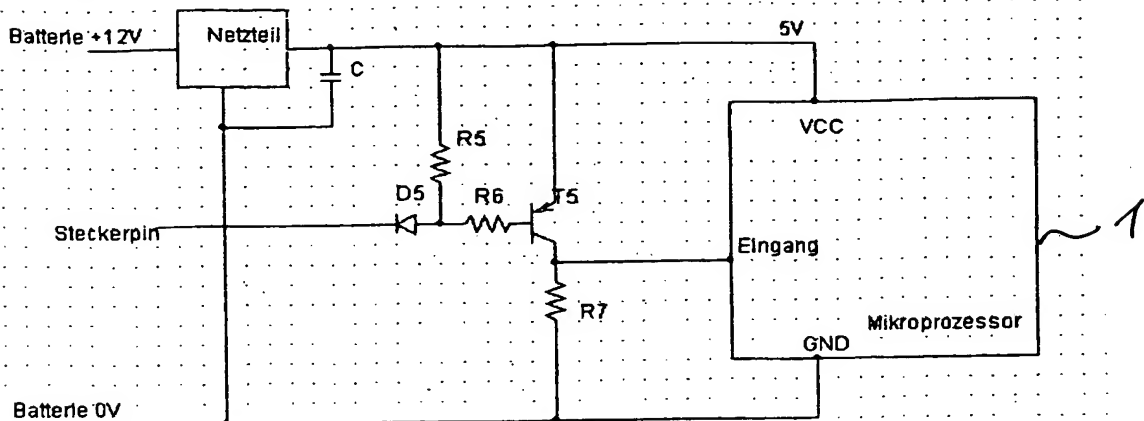 Batterie +12V
Netzteil
5V
C
VCC
R5
D5
R6
T5
Steckerpin
Eingang
1
R7
Mikroprozessor
GND
Batterie 0V